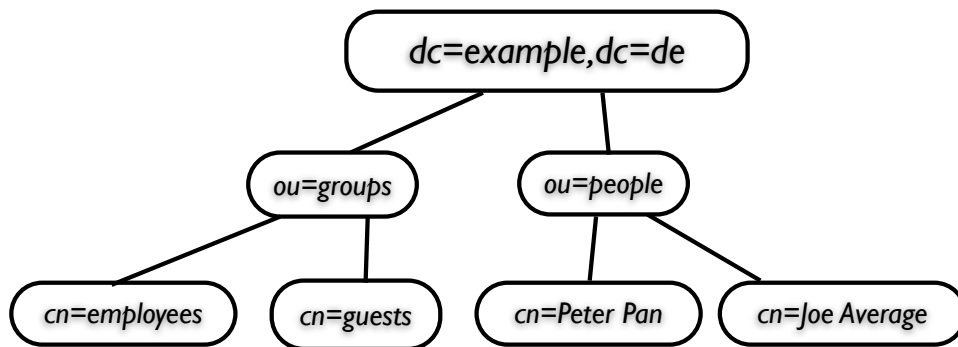 dc=example,dc=de
ou=groups
ou=people
cn=employees
cn=guests
cn=Peter Pan
cn=Joe Average